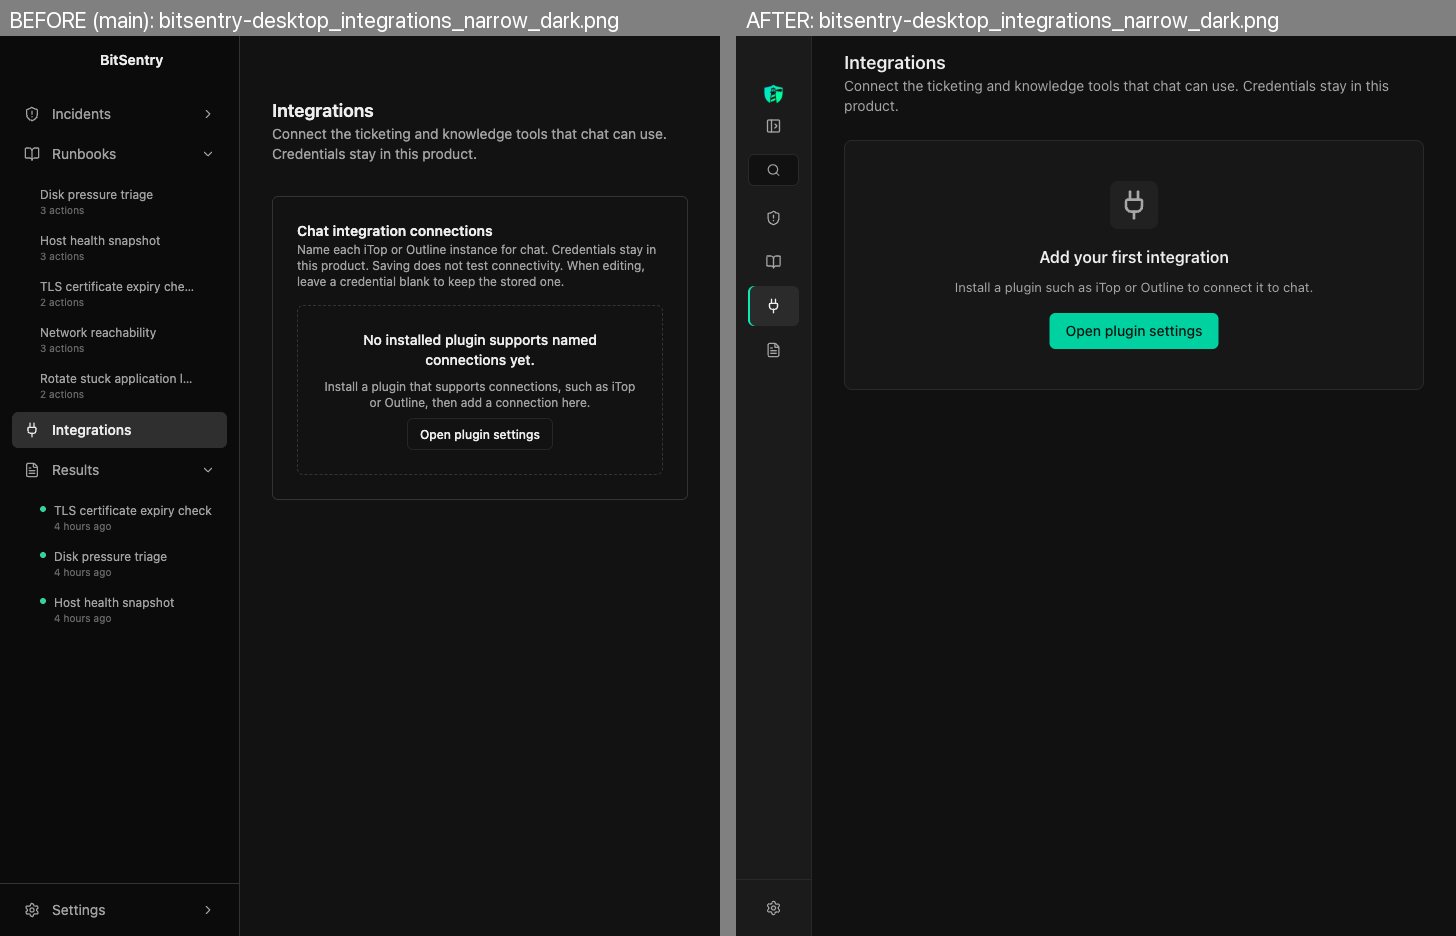 BEFORE (main): bitsentry-desktop_integrations_narrow_dark.png
BitSentry
Incidents
Runbooks
Disk pressure triage
3 actions
Host health snapshot
3 actions
TLS certificate expiry che...
2 actions
Network reachability
3 actions
Rotate stuck application l...
2 actions
Integrations
Results
TLS certificate expiry check
4 hours ago
Disk pressure triage
4 hours ago
Host health snapshot
4 hours ago
Settings
Integrations
Connect the ticketing and knowledge tools that chat can use.
Credentials stay in this product.
Chat integration connections
Name each iTop or Outline instance for chat. Credentials stay in
this product. Saving does not test connectivity. When editing,
leave a credential blank to keep the stored one.
No installed plugin supports named
connections yet.
Install a plugin that supports connections, such as iTop
or Outline, then add a connection here.
Open plugin settings
AFTER: bitsentry-desktop_integrations_narrow_dark.png
Integrations
Connect the ticketing and knowledge tools that chat can use. Credentials stay in this
product.
Add your first integration
Install a plugin such as iTop or Outline to connect it to chat.
Open plugin settings